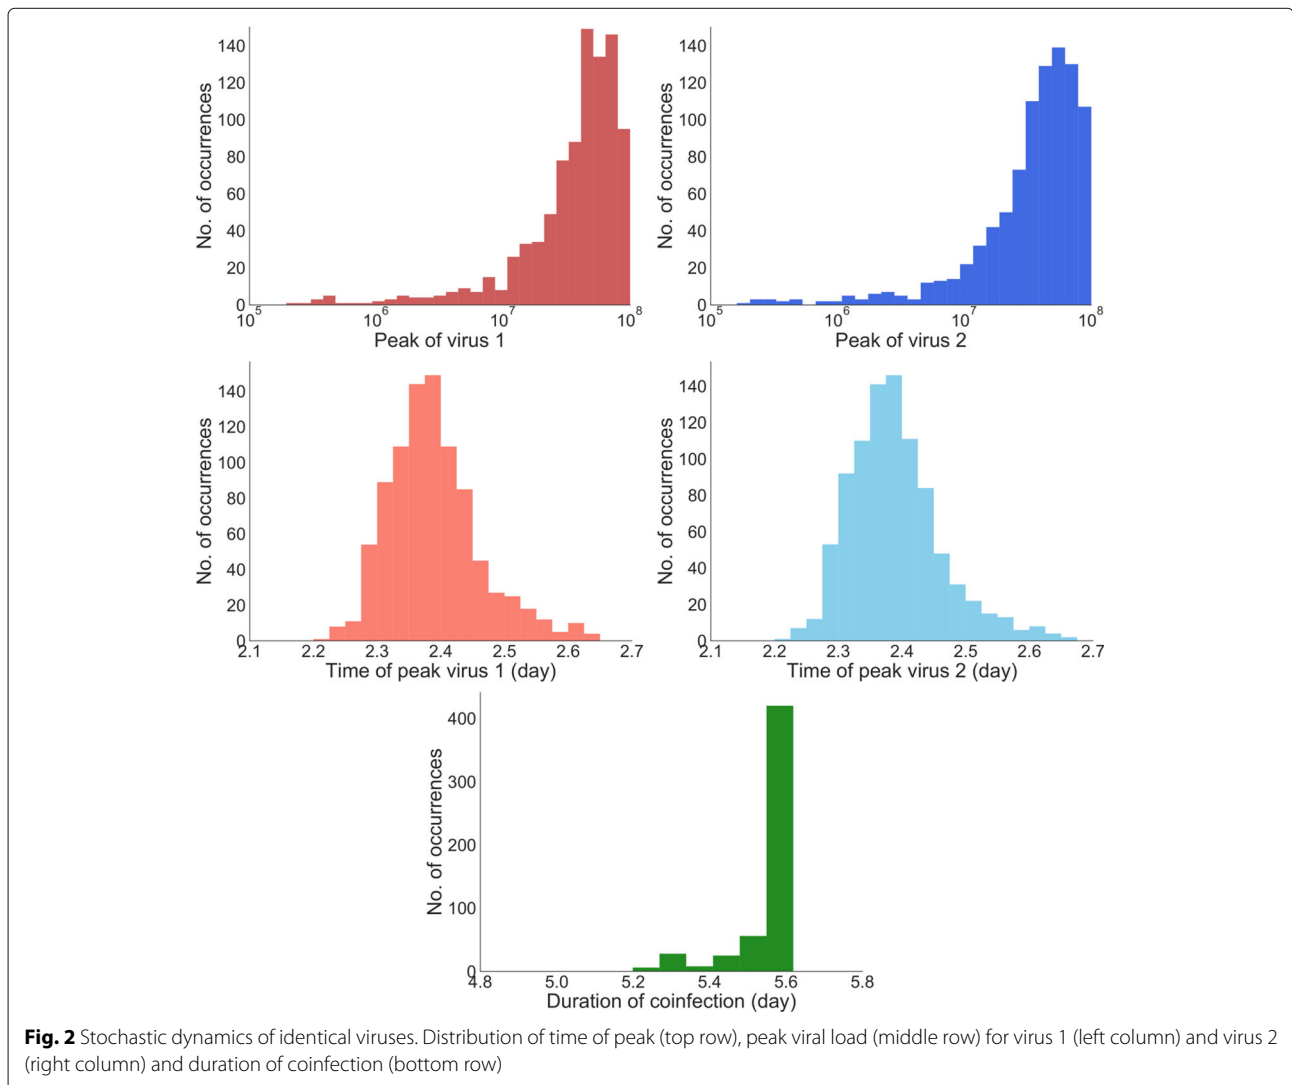 140
120
100
80
60
40
20
0
No. of occurrences
10^5 10^6 10^7 10^8
Peak of virus 1
140
120
100
80
60
40
20
0
No. of occurrences
10^5 10^6 10^7 10^8
Peak of virus 2
140
120
100
80
60
40
20
0
No. of occurrences
2.1 2.2 2.3 2.4 2.5 2.6 2.7
Time of peak virus 1 (day)
140
120
100
80
60
40
20
0
No. of occurrences
2.1 2.2 2.3 2.4 2.5 2.6 2.7
Time of peak virus 2 (day)
400
300
200
100
0
No. of occurrences
4.8 5.0 5.2 5.4 5.6 5.8
Duration of coinfection (day)
Fig. 2 Stochastic dynamics of identical viruses. Distribution of time of peak (top row), peak viral load (middle row) for virus 1 (left column) and virus 2
(right column) and duration of coinfection (bottom row)